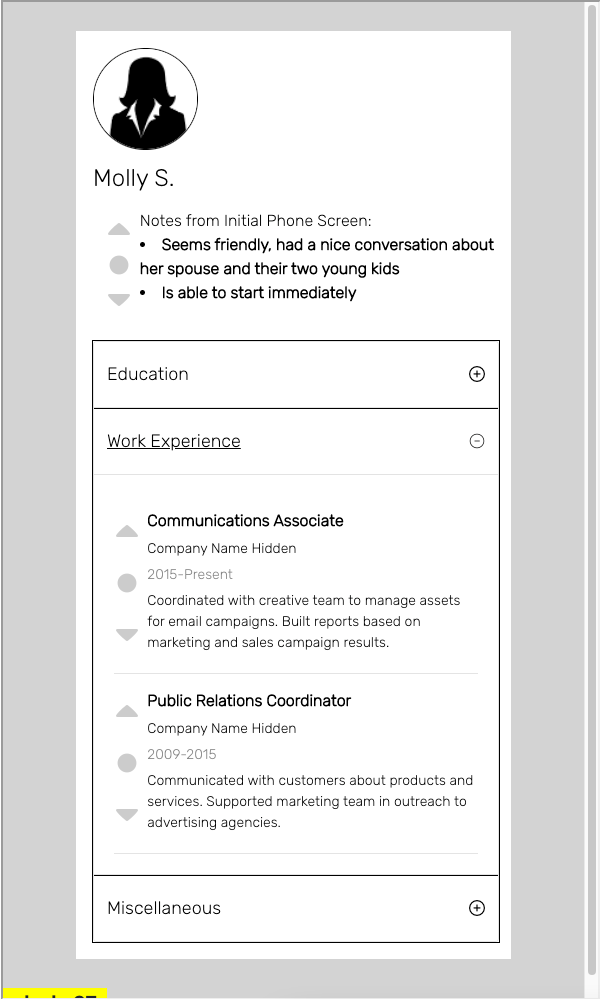 Molly S.
Notes from Initial Phone Screen:
• Seems friendly, had a nice conversation about
her spouse and their two young kids
• Is able to start immediately
Education
Work Experience
Communications Associate
Company Name Hidden
2015-Present
Coordinated with creative team to manage assets
for email campaigns. Built reports based on
marketing and sales campaign results.
Public Relations Coordinator
Company Name Hidden
2009-2015
Communicated with customers about products and
services. Supported marketing team in outreach to
advertising agencies.
Miscellaneous